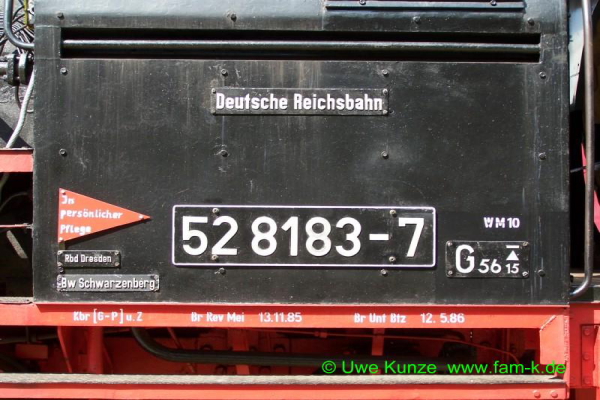 Deutsche Reichsbahn
In
persönlicher
Pflege
52 8183-7
WM10
Rbd Dresden
G 56 15
Bw Schwarzenberg
Kbr [G-P] u. Z Br Rev Mei 13.11.85 Br Unt Btz 12.5.86
© Uwe Kunze www.fam-k.de